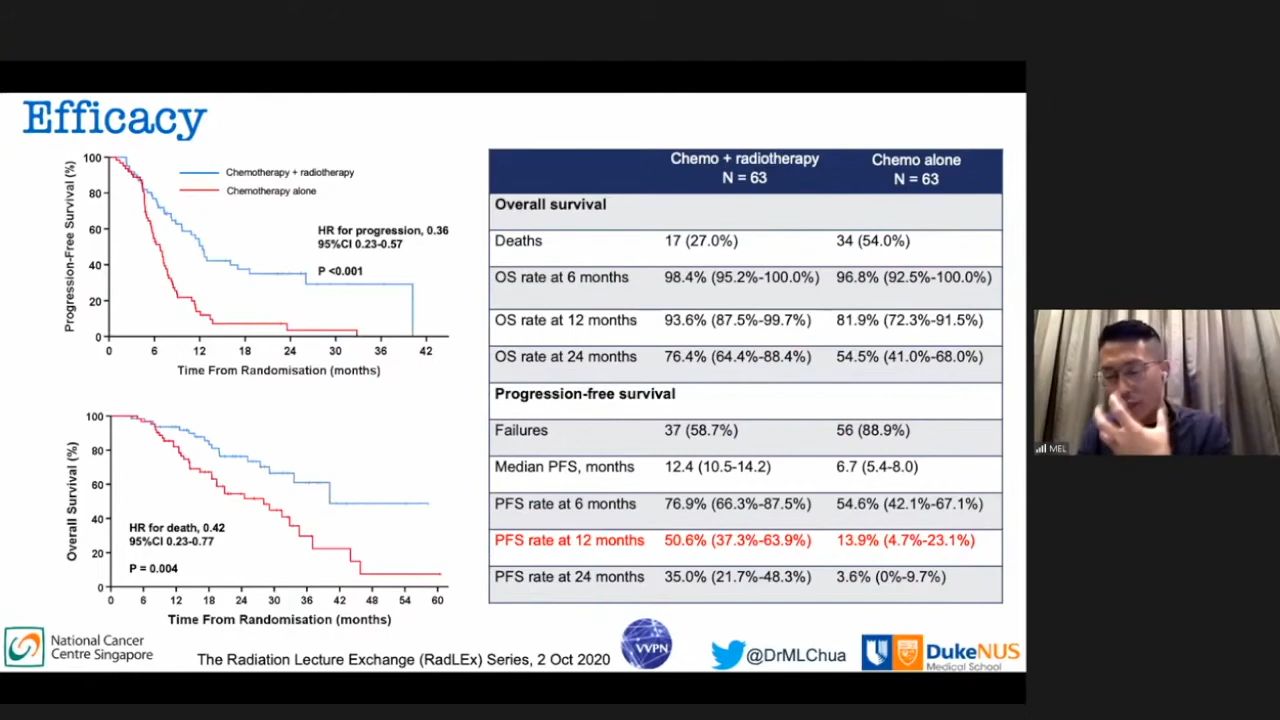 Efficacy
100
80
60
40
20
0
Progression-Free Survival (%)
Chemotherapy + radiotherapy
Chemotherapy alone
HR for progression, 0.36
95%CI 0.23-0.57
P <0.001
0 6 12 24 30 36 42
Time From Randomisation (months)
100
80
60
40
20
0
Overall Survival (%)
HR for death, 0.42
95%CI 0.23-0.77
P = 0.004
0 6 12 18 24 30 36 42 48 54 60
Time From Randomisation (months)
Chemo + radiotherapy Chemo alone
N = 63 N = 63
Overall survival
Deaths 17 (27.0%) 34 (54.0%)
OS rate at 6 months 98.4% (95.2%-100.0%) 96.8% (92.5%-100.0%)
OS rate at 12 months 93.6% (87.5%-99.7%) 81.9% (72.3%-91.5%)
OS rate at 24 months 76.4% (64.4%-88.4%) 54.5% (41.0%-68.0%)
Progression-free survival
Failures 37 (58.7%) 56 (88.9%)
Median PFS, months 12.4 (10.5-14.2) 6.7 (5.4-8.0)
PFS rate at 6 months 76.9% (66.3%-87.5%) 54.6% (42.1%-67.1%)
PFS rate at 12 months 50.6% (37.3%-63.9%) 13.9% (4.7%-23.1%)
PFS rate at 24 months 35.0% (21.7%-48.3%) 3.6% (0%-9.7%)
National Cancer
Centre Singapore
The Radiation Lecture Exchange (RadLEx) Series, 2 Oct 2020
VVPN
@DrMLChua
DukeNUS
Medical School
MEL